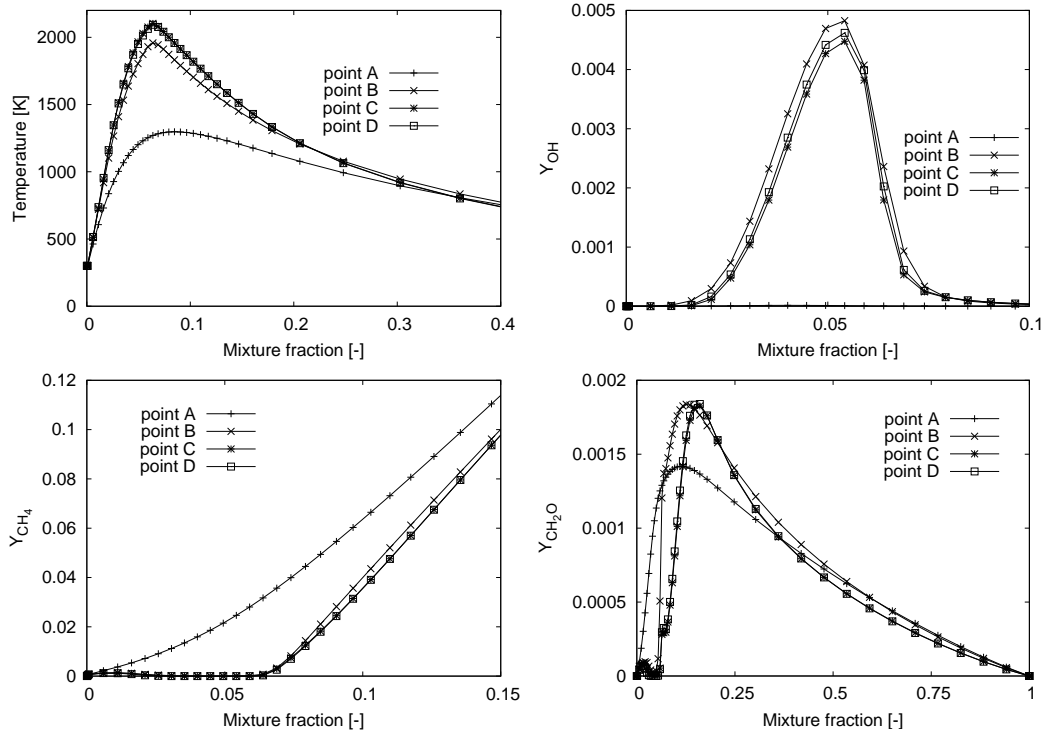 Temperature [K]
2000
1500
1000
500
0
0
0.1
0.2
0.3
0.4
Mixture fraction [-]
point A
point B
point C
point D
Y_OH
0.005
0.004
0.003
0.002
0.001
0
0
0.05
0.1
Mixture fraction [-]
point A
point B
point C
point D
Y_CH4
0.12
0.1
0.08
0.06
0.04
0.02
0
0
0.05
0.1
0.15
Mixture fraction [-]
point A
point B
point C
point D
Y_CH2O
0.002
0.0015
0.001
0.0005
0
0
0.25
0.5
0.75
1
Mixture fraction [-]
point A
point B
point C
point D